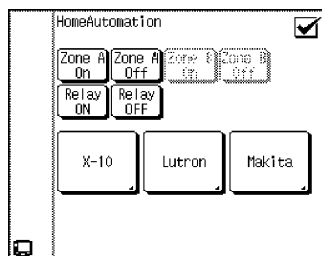 HomeAutomation
Zone A On
Zone A Off
Zone B On
Zone B Off
Relay ON
Relay OFF
X-10
Lutron
Makita